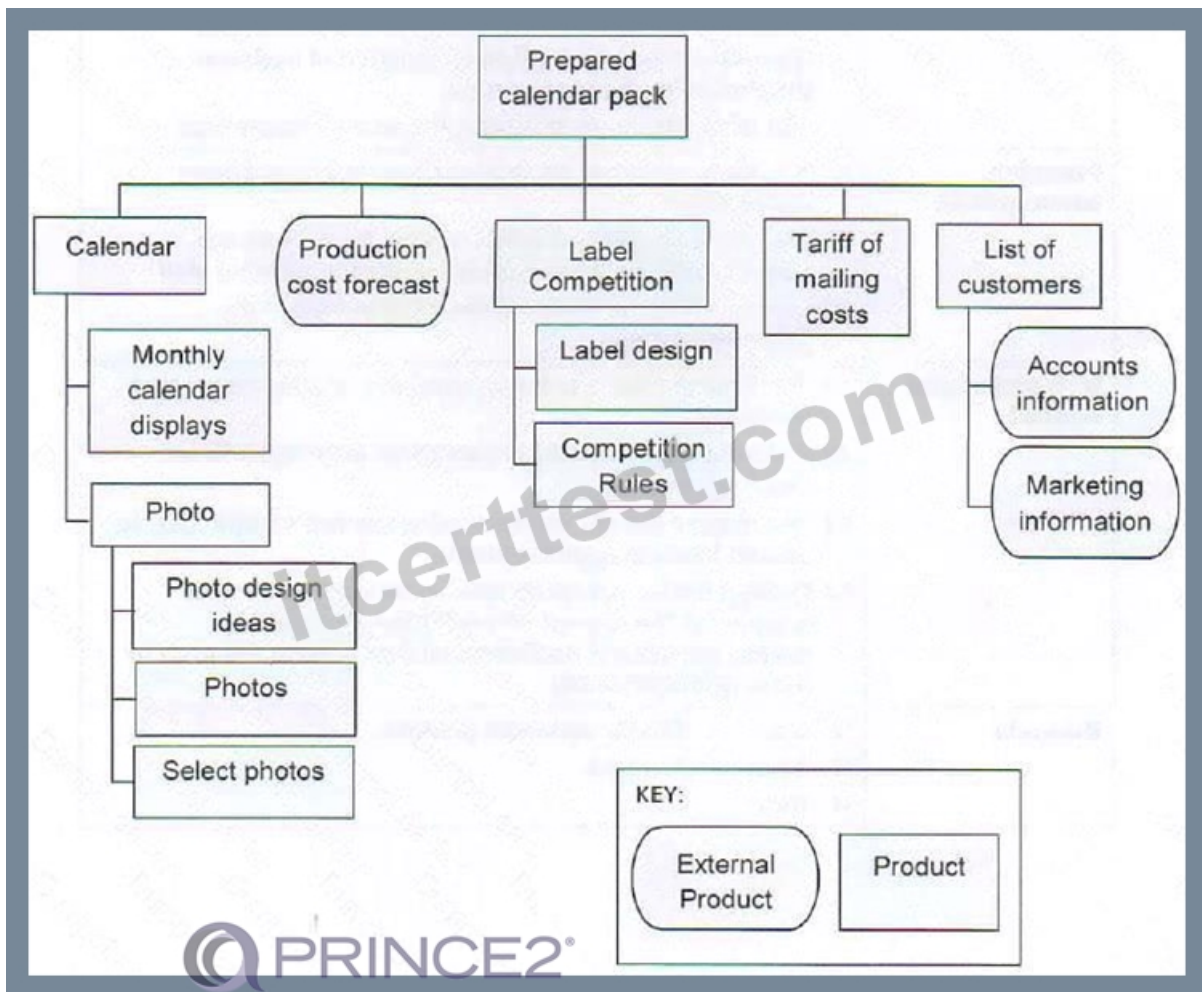 Prepared
calendar pack
Calendar
Production
cost forecast
Label
Competition
Tariff of
mailing
costs
List of
customers
Monthly
calendar
displays
Label design
Accounts
information
Competition
Rules
Marketing
information
Photo
Photo design
ideas
Photos
Select photos
KEY:
External
Product
Product
itcerttest.com
PRINCE2®